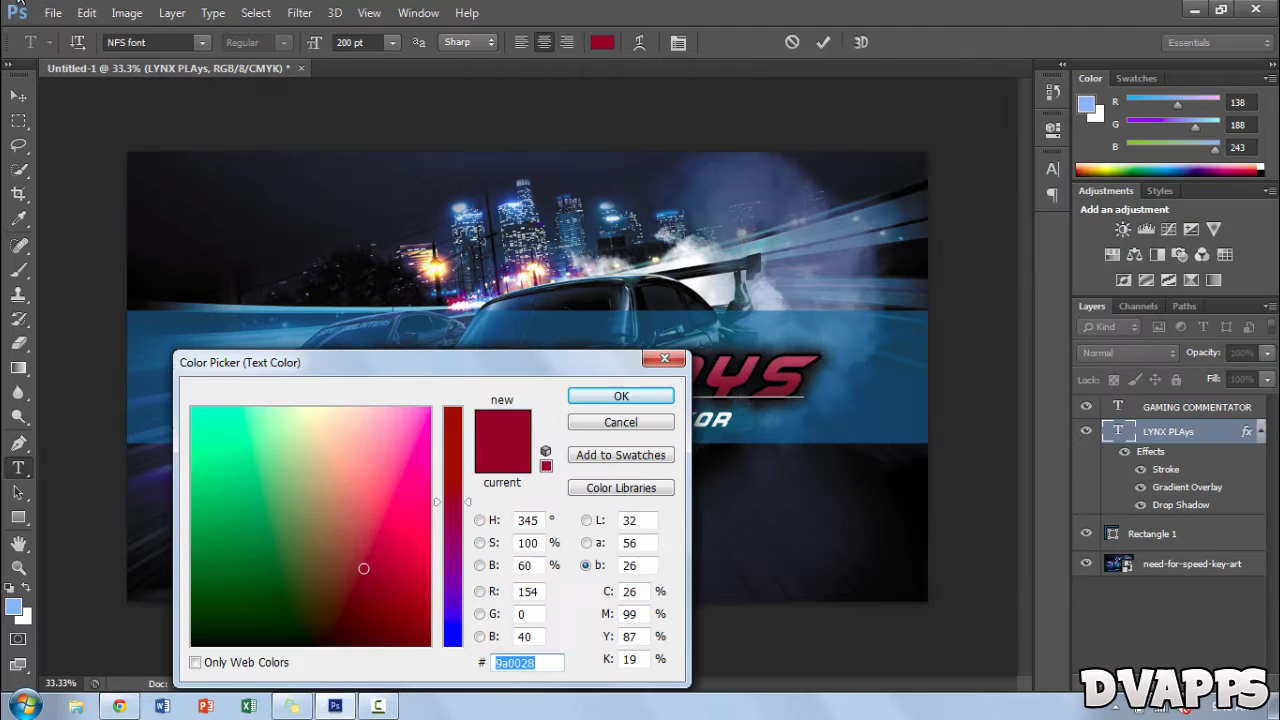 Ps File Edit Image Layer Type Select Filter 3D View Window Help
T NFS font Regular 200 pt Sharp 3D Essentials
Untitled-1 @ 33.3% (LYNX PLAys, RGB/8/CMYK) * ×
Color Swatches
R 138
G 188
B 243
Adjustments Styles
Add an adjustment
Layers Channels Paths
Kind
Normal Opacity: 100%
Lock: Fill: 100%
T GAMING COMMENTATOR
T LYNX PLAys fx
Effects
Stroke
Gradient Overlay
Drop Shadow
Rectangle 1
need-for-speed-key-art
AYS
OR
Color Picker (Text Color)
new
current
OK
Cancel
Add to Swatches
Color Libraries
H: 345 ° L: 32
S: 100 % a: 56
B: 60 % b: 26
R: 154 C: 26 %
G: 0 M: 99 %
B: 40 Y: 87 %
# 9a0028 K: 19 %
Only Web Colors
33.33% Doc:
DVAPPS